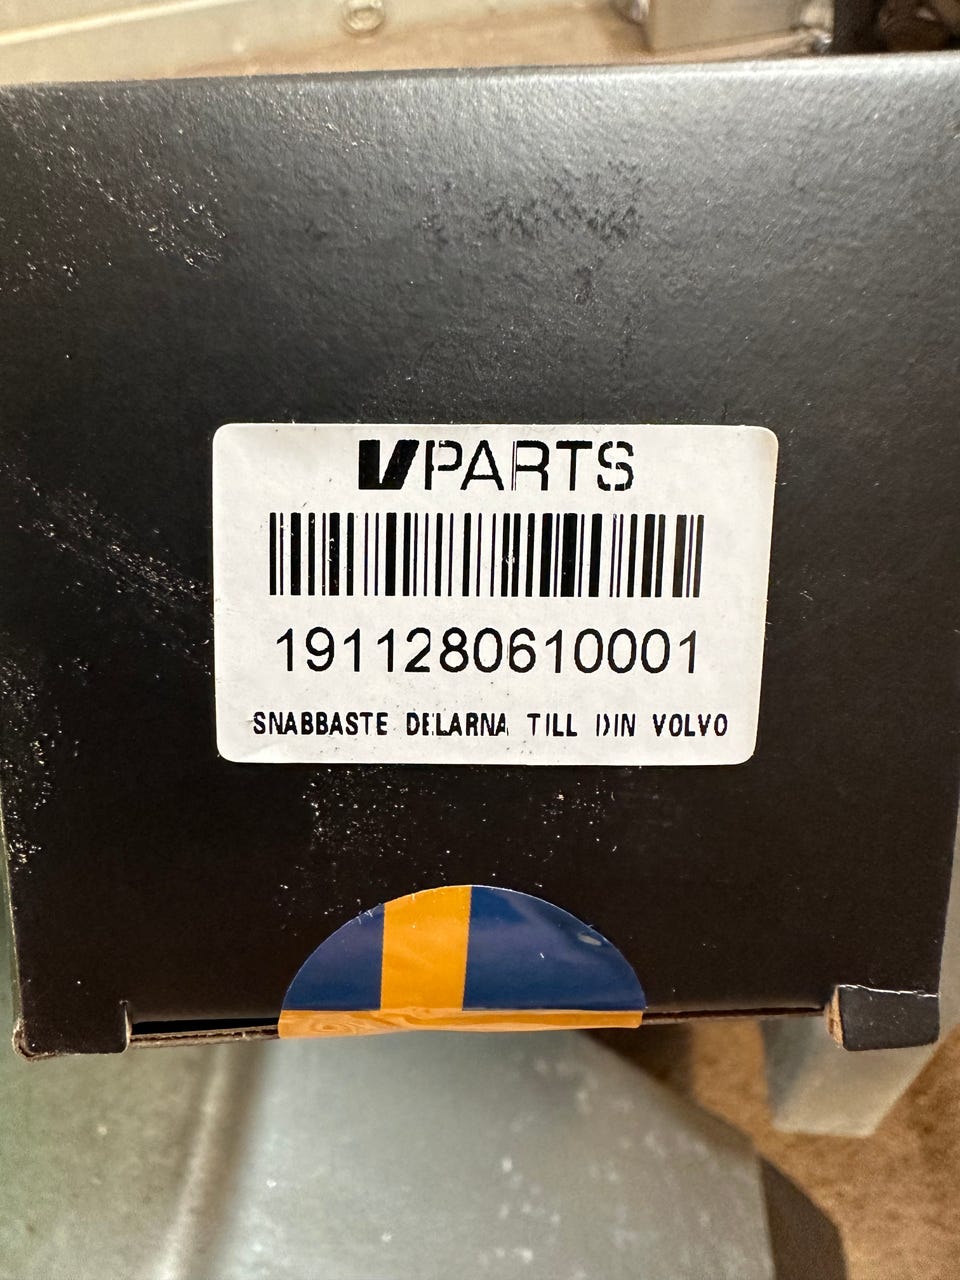 VPARTS
1911280610001
SNABBASTE DELARNA TILL DIN VOLVO